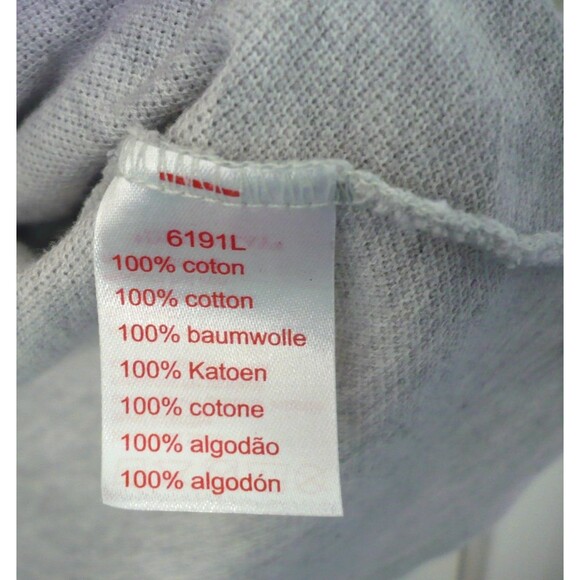 6191L
100% coton
100% cotton
100% baumwolle
100% Katoen
100% cotone
100% algodão
100% algodón